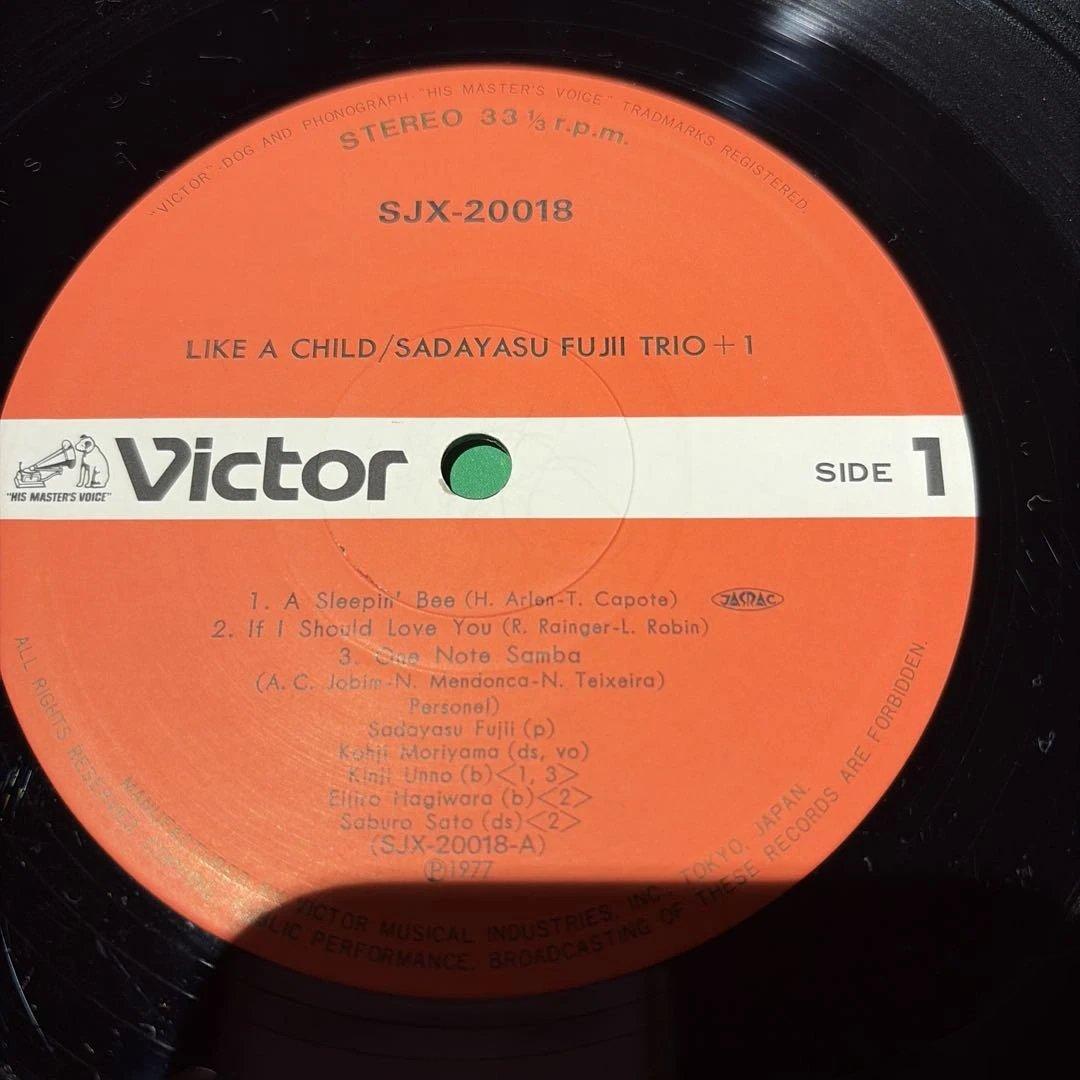 "VICTOR"-DOG AND PHONOGRAPH-"HIS MASTER'S VOICE" TRADMARKS REGISTERED.
STEREO 33 1/3 r.p.m.
SJX-20018
LIKE A CHILD/SADAYASU FUJII TRIO+1
"HIS MASTER'S VOICE"
Victor
SIDE 1
1. A Sleepin' Bee (H. Arlen-T. Capote) JASRAC
2. If I Should Love You (R. Rainger-L. Robin)
3. One Note Samba
(A. C. Jobim-N. Mendonca-N. Teixeira)
Personel)
Sadayasu Fujii (p)
Kohji Moriyama (ds, vo)
Kinji Unno (b)<1, 3>
Eijiro Hagiwara (b)<2>
Saburo Sato (ds)<2>
(SJX-20018-A)
Ⓟ1977
VICTOR MUSICAL INDUSTRIES, INC. TOKYO, JAPAN.
ALL RIGHTS RESERVED PERFORMANCE, BROADCASTING OF THESE RECORDS ARE FORBIDDEN.